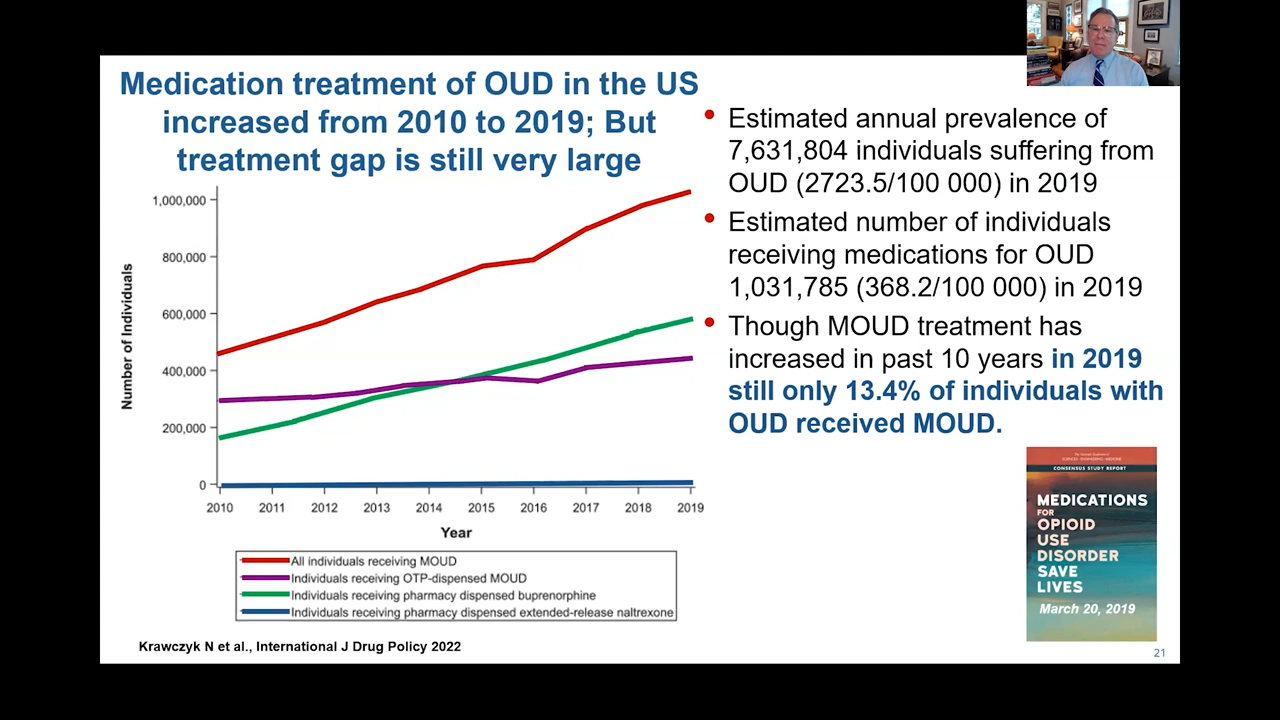 Medication treatment of OUD in the US
increased from 2010 to 2019; But
treatment gap is still very large
1,000,000
800,000
600,000
400,000
200,000
0
Number of Individuals
2010 2011 2012 2013 2014 2015 2016 2017 2018 2019
Year
All individuals receiving MOUD
Individuals receiving OTP-dispensed MOUD
Individuals receiving pharmacy dispensed buprenorphine
Individuals receiving pharmacy dispensed extended-release naltrexone
Krawczyk N et al., International J Drug Policy 2022
• Estimated annual prevalence of
7,631,804 individuals suffering from
OUD (2723.5/100 000) in 2019
• Estimated number of individuals
receiving medications for OUD
1,031,785 (368.2/100 000) in 2019
• Though MOUD treatment has
increased in past 10 years in 2019
still only 13.4% of individuals with
OUD received MOUD.
CONSENSUS STUDY REPORT
MEDICATIONS
FOR
OPIOID
USE
DISORDER
SAVE
LIVES
March 20, 2019
21